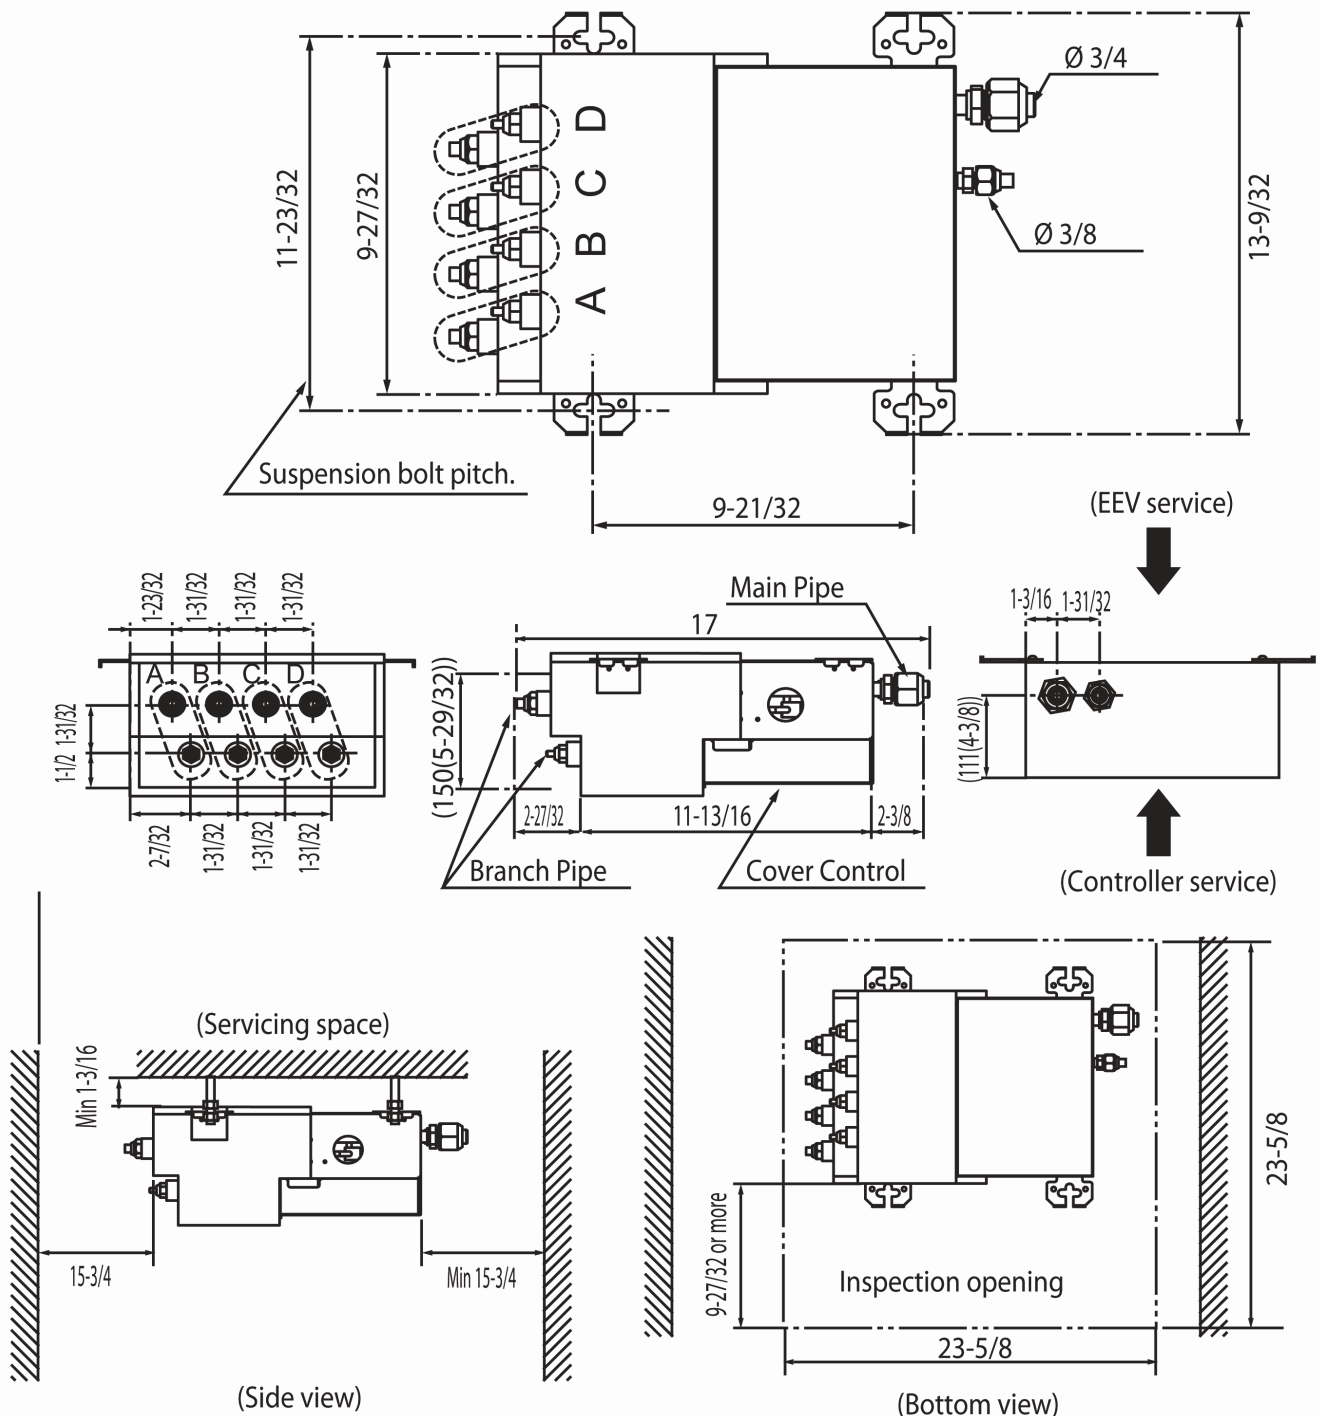 Ø 3/4
D
C
B
A
11-23/32
9-27/32
13-9/32
Ø 3/8
Suspension bolt pitch.
9-21/32
(EEV service)
1-23/32
1-31/32
1-31/32
1-31/32
Main Pipe
17
1-3/16
1-31/32
A
B
C
D
1-31/32
1-1/2
(150(5-29/32))
(111(4-3/8))
2-7/32
1-31/32
1-31/32
1-31/32
2-27/32
11-13/16
2-3/8
Branch Pipe
Cover Control
(Controller service)
(Servicing space)
Min 1-3/16
15-3/4
Min 15-3/4
(Side view)
23-5/8
9-27/32 or more
Inspection opening
23-5/8
(Bottom view)